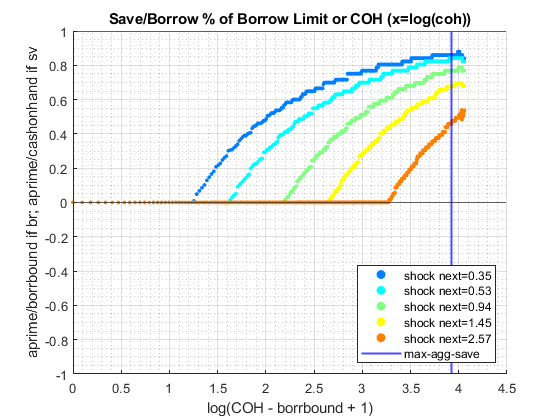 Save/Borrow % of Borrow Limit or COH (x=log(coh))
aprime/borrbound if br; aprime/cashonhand if sv
1
0.8
0.6
0.4
0.2
0
-0.2
-0.4
-0.6
-0.8
-1
shock next=0.35
shock next=0.53
shock next=0.94
shock next=1.45
shock next=2.57
max-agg-save
0 0.5 1 1.5 2 2.5 3 3.5 4 4.5
log(COH - borrbound + 1)